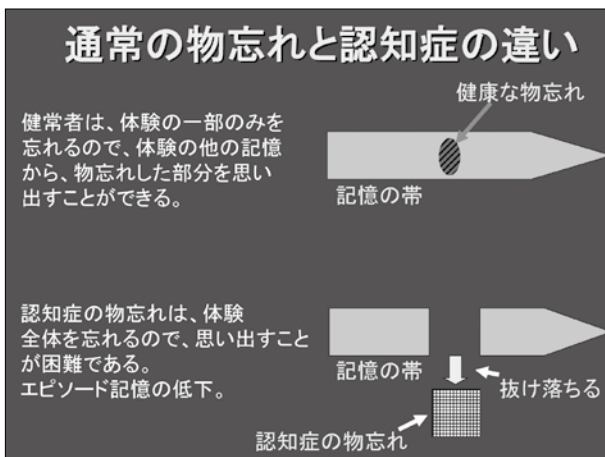 通常の物忘れと認知症の違い
健康な物忘れ
健常者は、体験の一部のみを
忘れるので、体験の他の記憶
から、物忘れした部分を思い
出すことができる。
記憶の帯
認知症の物忘れは、体験
全体を忘れるので、思い出すこと
が困難である。
エピソード記憶の低下。
記憶の帯
抜け落ちる
認知症の物忘れ